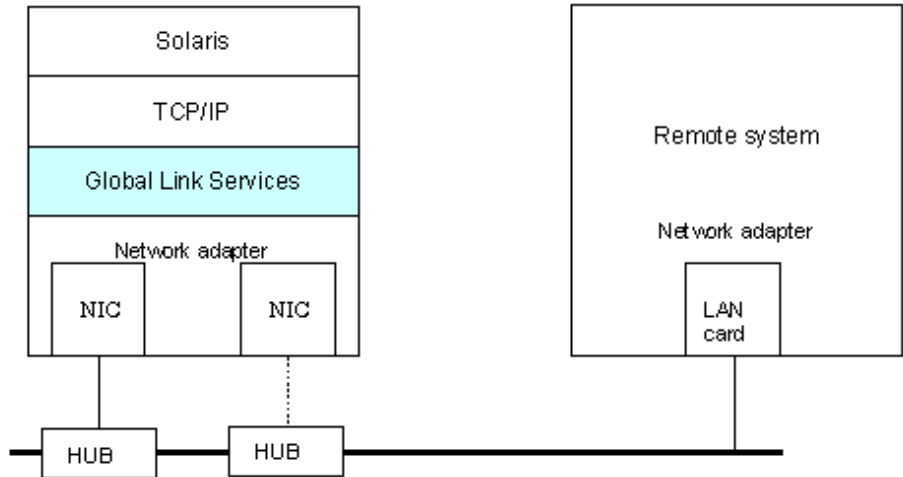 Solaris
TCP/IP
Global Link Services
Network adapter
NIC
NIC
HUB
HUB
Remote system
Network adapter
LAN
card